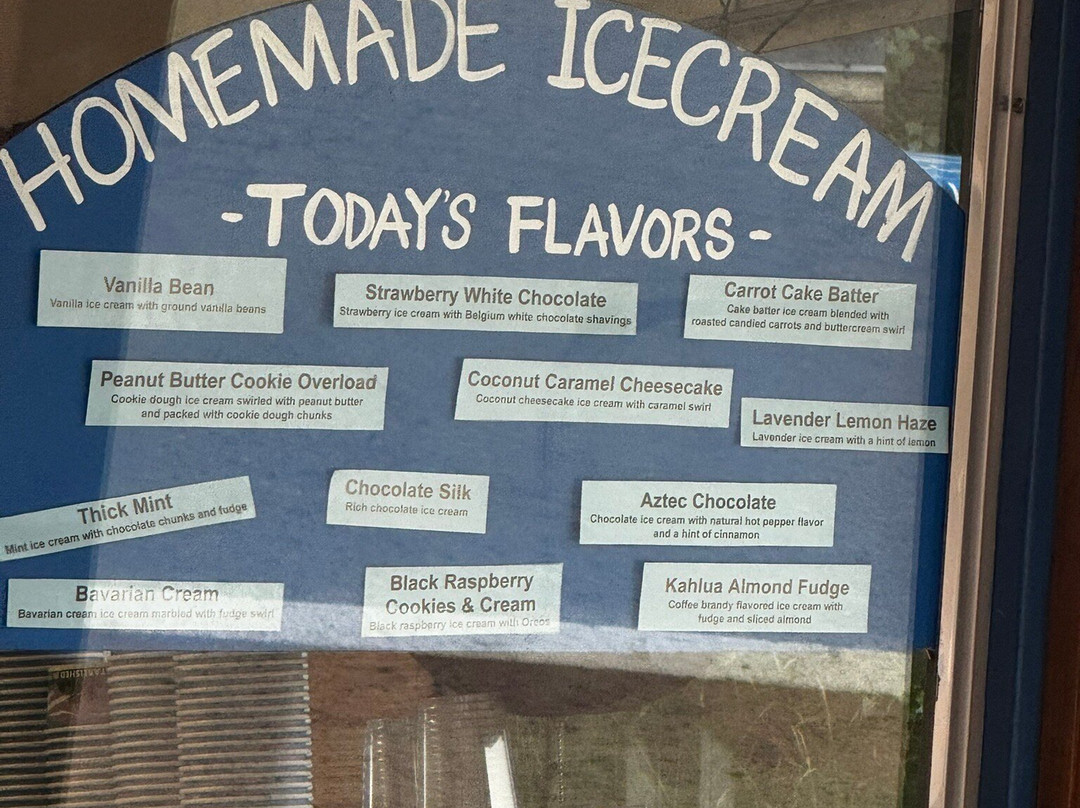 HOMEMADE ICECREAM
- TODAY'S FLAVORS -
Vanilla Bean
Vanilla ice cream with ground vanilla beans
Strawberry White Chocolate
Strawberry ice cream with Belgium white chocolate shavings
Carrot Cake Batter
Cake batter ice cream blended with
roasted candied carrots and buttercream swirl
Peanut Butter Cookie Overload
Cookie dough ice cream swirled with peanut butter
and packed with cookie dough chunks
Coconut Caramel Cheesecake
Coconut cheesecake ice cream with caramel swirl
Lavender Lemon Haze
Lavender ice cream with a hint of lemon
Thick Mint
Mint ice cream with chocolate chunks and fudge
Chocolate Silk
Rich chocolate ice cream
Aztec Chocolate
Chocolate ice cream with natural hot pepper flavor
and a hint of cinnamon
Bavarian Cream
Bavarian cream ice cream marbled with fudge swirl
Black Raspberry
Cookies & Cream
Black raspberry ice cream with Oreos
Kahlua Almond Fudge
Coffee brandy flavored ice cream with
fudge and sliced almond